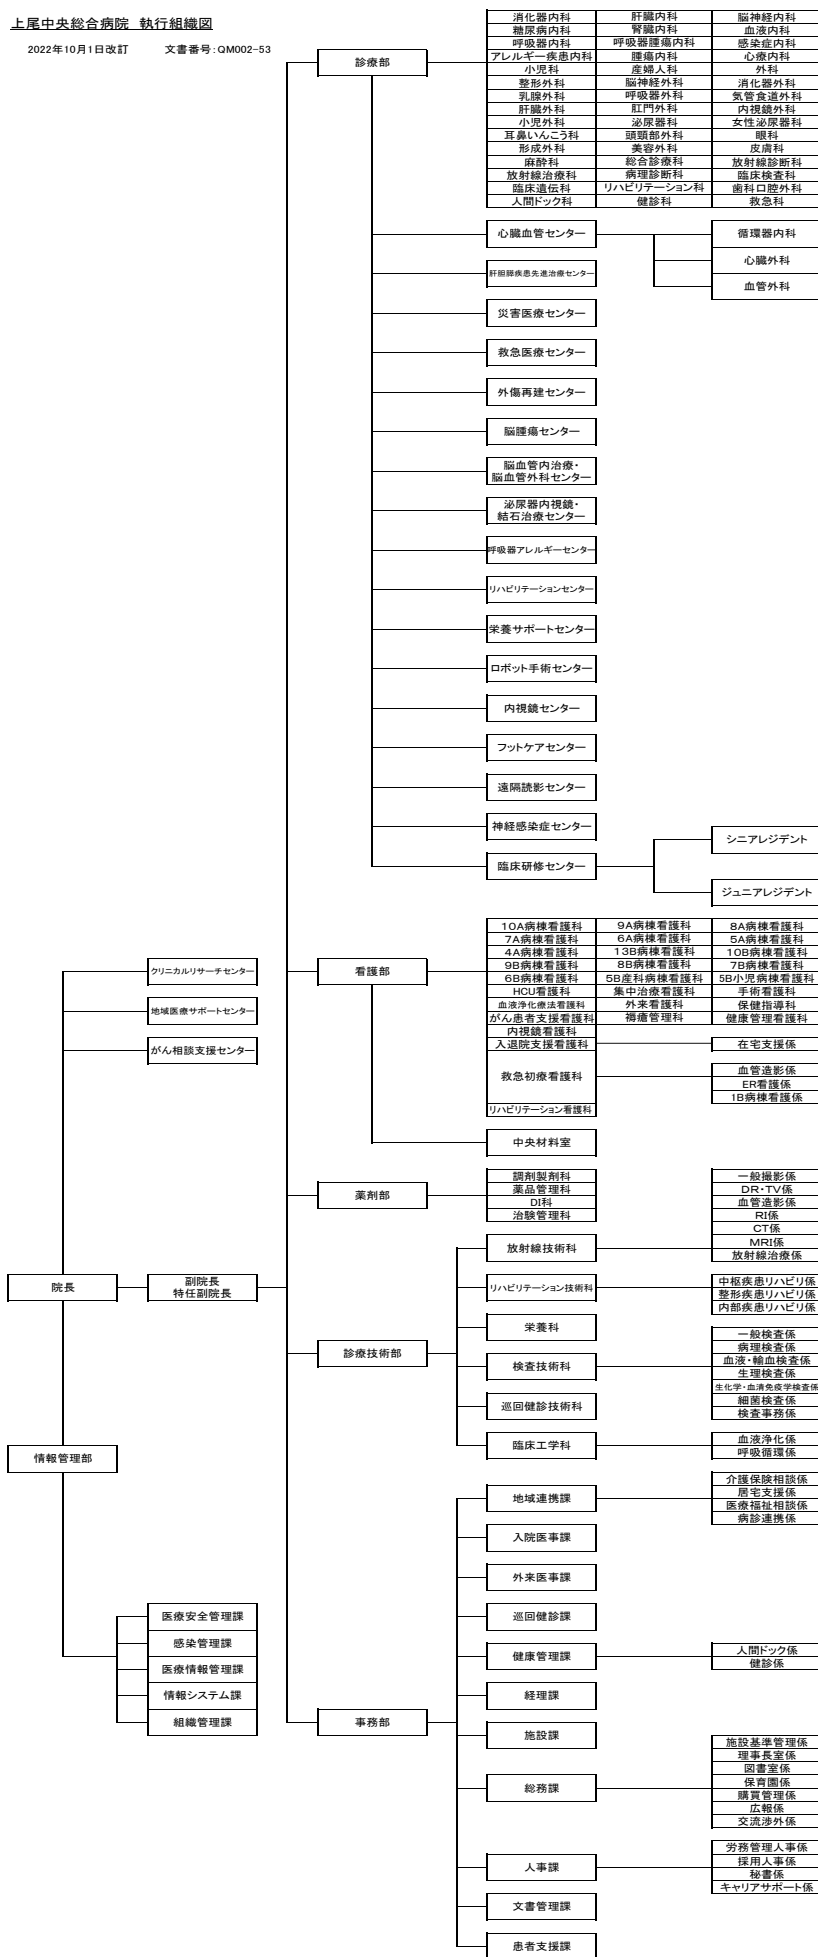 上尾中央総合病院 執行組織図
2022年10月1日改訂 文書番号:QM002-53
診療部
消化器内科 肝臓内科 脳神経内科
糖尿病内科 腎臓内科 血液内科
呼吸器内科 呼吸器腫瘍内科 感染症内科
アレルギー疾患内科 腫瘍内科 心療内科
小児科 産婦人科 外科
整形外科 脳神経外科 消化器外科
乳腺外科 呼吸器外科 気管食道外科
肝臓外科 肛門外科 内視鏡外科
小児外科 泌尿器科 女性泌尿器科
耳鼻いんこう科 頭頸部外科 眼科
形成外科 美容外科 皮膚科
麻酔科 総合診療科 放射線診断科
放射線治療科 病理診断科 臨床検査科
臨床遺伝科 リハビリテーション科 歯科口腔外科
人間ドック科 健診科 救急科
心臓血管センター
循環器内科
心臓外科
血管外科
肝胆膵疾患先進治療センター
災害医療センター
救急医療センター
外傷再建センター
脳腫瘍センター
脳血管内治療・
脳血管外科センター
泌尿器内視鏡・
結石治療センター
呼吸器アレルギーセンター
リハビリテーションセンター
栄養サポートセンター
ロボット手術センター
内視鏡センター
フットケアセンター
遠隔読影センター
神経感染症センター
臨床研修センター
シニアレジデント
ジュニアレジデント
クリニカルリサーチセンター
地域医療サポートセンター
がん相談支援センター
看護部
10A病棟看護科 9A病棟看護科 8A病棟看護科
7A病棟看護科 6A病棟看護科 5A病棟看護科
4A病棟看護科 13B病棟看護科 10B病棟看護科
9B病棟看護科 8B病棟看護科 7B病棟看護科
6B病棟看護科 5B産科病棟看護科 5B小児病棟看護科
HCU看護科 集中治療看護科 手術看護科
血液浄化療法看護科 外来看護科 保健指導科
がん患者支援看護科 褥瘡管理科 健康管理看護科
内視鏡看護科
入退院支援看護科 在宅支援係
救急初療看護科
血管造影係
ER看護係
1B病棟看護係
リハビリテーション看護科
中央材料室
薬剤部
調剤製剤科
薬品管理科
DI科
治験管理科
院長
副院長
特任副院長
診療技術部
放射線技術科
一般撮影係
DR・TV係
血管造影係
RI係
CT係
MRI係
放射線治療係
リハビリテーション技術科
中枢疾患リハビリ係
整形疾患リハビリ係
内部疾患リハビリ係
栄養科
検査技術科
一般検査係
病理検査係
血液・輸血検査係
生理検査係
生化学・血清免疫学検査係
細菌検査係
検査事務係
巡回健診技術科
臨床工学科
血液浄化係
呼吸循環係
情報管理部
医療安全管理課
感染管理課
医療情報管理課
情報システム課
組織管理課
事務部
地域連携課
介護保険相談係
居宅支援係
医療福祉相談係
病診連携係
入院医事課
外来医事課
巡回健診課
健康管理課
人間ドック係
健診係
経理課
施設課
総務課
施設基準管理係
理事長室係
図書室係
保育園係
購買管理係
広報係
交流渉外係
人事課
労務管理人事係
採用人事係
秘書係
キャリアサポート係
文書管理課
患者支援課